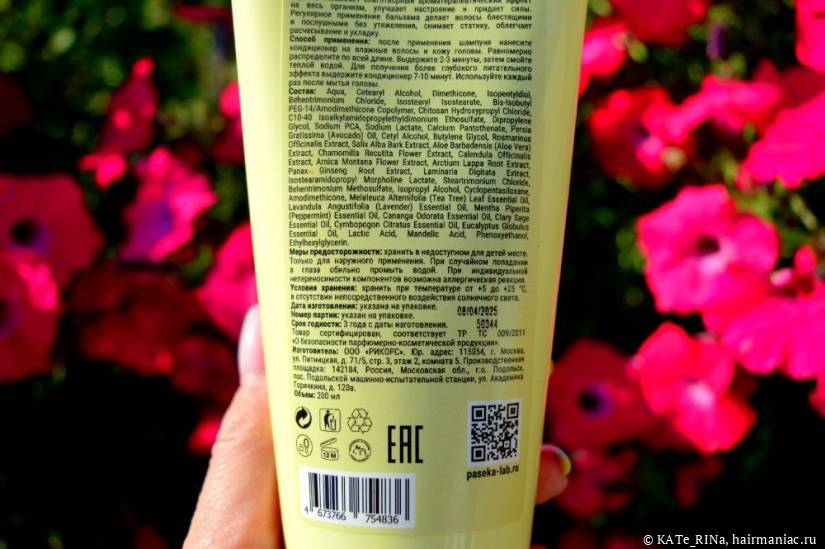 благотворный ароматерапевтический эффект
на весь организм, улучшает настроение и придает силы.
Регулярное применение бальзама делает волосы блестящими
и послушными без утяжеления, снимает статику, облегчает
расчесывание и укладку.
Способ применения: после применения шампуня нанесите
кондиционер на влажные волосы и кожу головы. Равномерно
распределите по всей длине. Выдержите 2-3 минуты, затем смойте
теплой водой. Для получения более глубокого питательного
эффекта выдержите кондиционер 7-10 минут. Используйте каждый
раз после мытья головы.
Состав: Aqua, Cetearyl Alcohol, Dimethicone, Isopentyldiol,
Behentrimonium Chloride, Isostearyl Isostearate, Bis-Isobutyl
PEG-14/Amodimethicone Copolymer, Chitosan Hydroxypropyl Chloride,
C10-40 Isoalkylamidopropylethyldimonium Ethosulfate, Dipropylene
Glycol, Sodium PCA, Sodium Lactate, Calcium Pantothenate, Persia
Gratissima (Avocado) Oil, Cetyl Alcohol, Butylene Glycol, Rosmarinus
Officinalis Extract, Salix Alba Bark Extract, Aloe Barbadensis (Aloe Vera)
Extract, Chamomilla Recutita Flower Extract, Calendula Officinalis
Extract, Arnica Montana Flower Extract, Arctium Lappa Root Extract,
Panax Ginseng Root Extract, Laminaria Digitata Extract,
Isostearamidopropyl Morpholine Lactate, Steartrimonium Chloride,
Behentrimonium Methosulfate, Isopropyl Alcohol, Cyclopentasiloxane,
Amodimethicone, Melaleuca Alternifolia (Tea Tree) Leaf Essential Oil,
Lavandula Angustifolia (Lavender) Essential Oil, Mentha Piperita
(Peppermint) Essential Oil, Cananga Odorata Essential Oil, Clary Sage
Essential Oil, Cymbopogon Citratus Essential Oil, Eucalyptus Globulus
Essential Oil, Lactic Acid, Mandelic Acid, Phenoxyethanol,
Ethylhexylglycerin.
Меры предосторожности: хранить в недоступном для детей месте.
Только для наружного применения. При случайном попадании
в глаза обильно промыть водой. При индивидуальной
непереносимости компонентов возможна аллергическая реакция.
Условия хранения: хранить при температуре от +5 до +25 °C,
в отсутствии непосредственного воздействия солнечного света.
Дата изготовления: указана на упаковке. 08/04/2025
Номер партии: указан на упаковке. 50344
Срок годности: 3 года с даты изготовления.
Товар сертифицирован, соответствует ТР ТС 009/2011
«О безопасности парфюмерно-косметической продукции».
Изготовитель: ООО «РИКОРС». Юр. адрес: 115054, г. Москва,
ул. Пятницкая, д. 71/5, стр. 3, этаж 2, комната 5. Производственная
площадка: 142184, Россия, Московская обл., г.о. Подольск,
пос. Подольской машинно-испытательной станции, ул. Академика
Горячкина, д. 120а.
Объем: 200 мл
12 M
EAC
paseka-lab.ru
4 673766 754836
© KATe_RINa, hairmaniac.ru